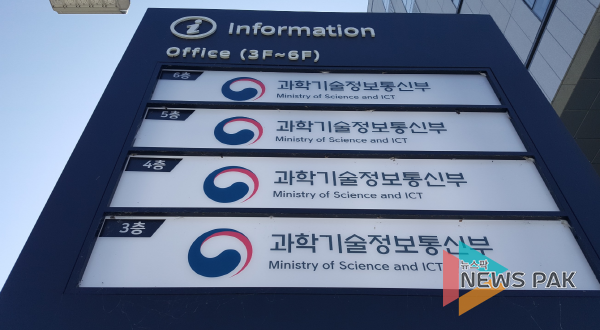 i Information
Office (3F~6F)
6층
과학기술정보통신부
Ministry of Science and ICT
5층
과학기술정보통신부
Ministry of Science and ICT
4층
과학기술정보통신부
Ministry of Science and ICT
3층
과학기술정보통신부
Ministry of Science and ICT
뉴스팍
NEWS PAK